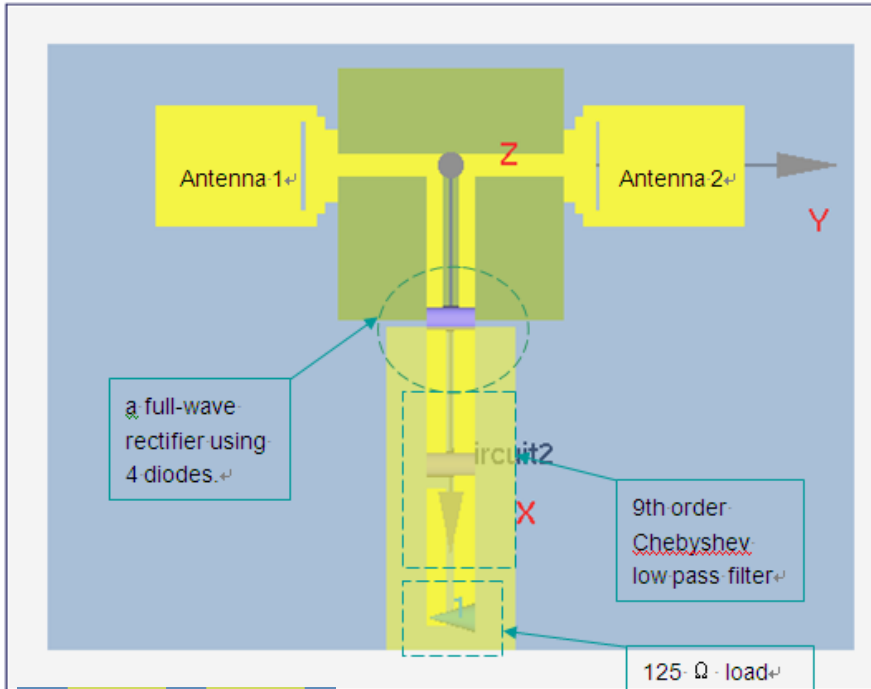 Z
Antenna 1
Antenna 2
Y
a full-wave
rectifier using
4 diodes.
ircuit2
X
9th order
Chebyshev
low pass filter
1
125 Ω load